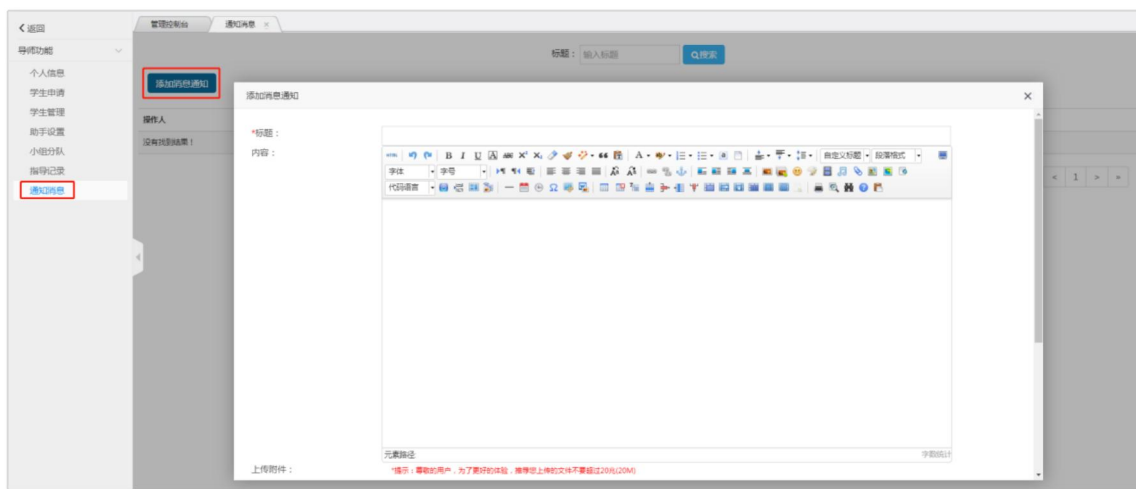 返回
管理控制台
通知消息 ×
导师功能
标题：
输入标题
搜索
个人信息
添加消息通知
学生申请
添加消息通知 ×
学生管理
操作人
助手设置
*标题：
没有找到结果！
小组分队
内容：
HTML
自定义标题
段落格式
指导记录
字体
字号
通知消息
代码语言
« 1 » «
元素路径:
字数统计
上传附件：
*提示：尊敬的用户，为了更好的体验，推荐您上传的文件不要超过20兆(20M)